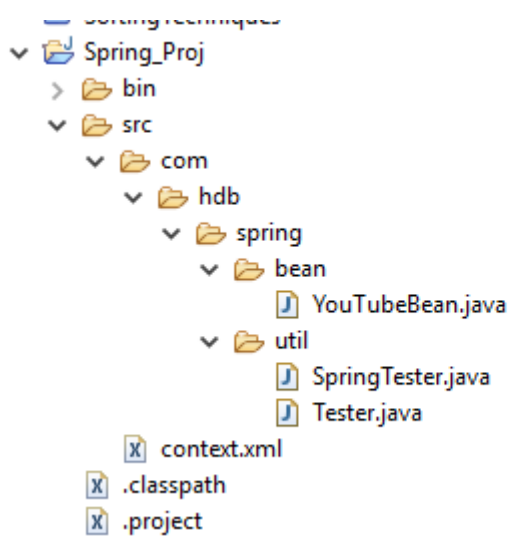 Spring_Proj
bin
src
com
hdb
spring
bean
YouTubeBean.java
util
SpringTester.java
Tester.java
context.xml
.classpath
.project